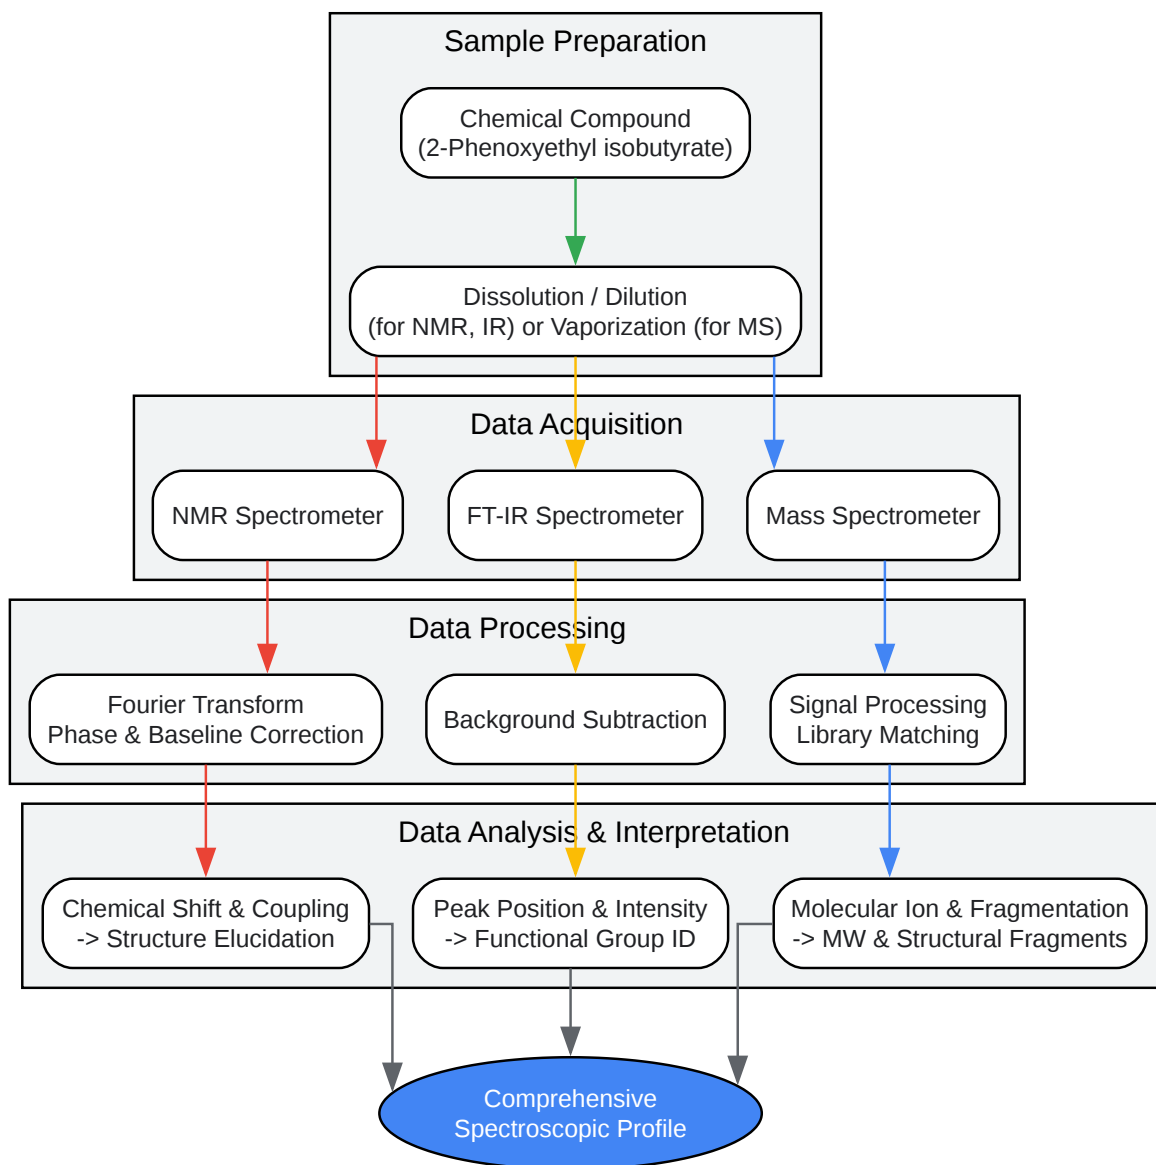 Sample Preparation
Chemical Compound
(2-Phenoxyethyl isobutyrate)
Dissolution / Dilution
(for NMR, IR) or Vaporization (for MS)
Data Acquisition
NMR Spectrometer
FT-IR Spectrometer
Mass Spectrometer
Data Processing
Fourier Transform
Phase & Baseline Correction
Background Subtraction
Signal Processing
Library Matching
Data Analysis & Interpretation
Chemical Shift & Coupling
-> Structure Elucidation
Peak Position & Intensity
-> Functional Group ID
Molecular Ion & Fragmentation
-> MW & Structural Fragments
Comprehensive
Spectroscopic Profile